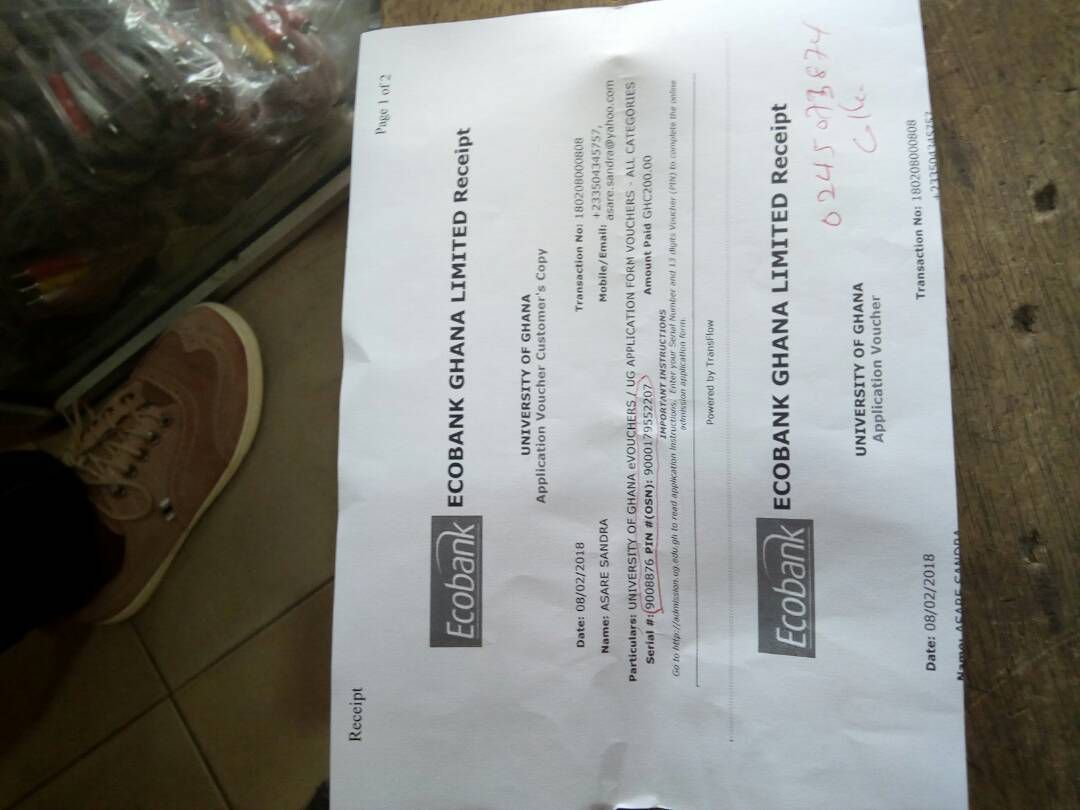 Receipt
Page 1 of 2
Ecobank ECOBANK GHANA LIMITED Receipt
UNIVERSITY OF GHANA
Application Voucher Customer's Copy
Date: 08/02/2018 Transaction No: 180208000808
Name: ASARE SANDRA Mobile/Email: +233504345757,
asare.sandra@yahoo.com
Particulars: UNIVERSITY OF GHANA eVOUCHERS / UG APPLICATION FORM VOUCHERS - ALL CATEGORIES
Serial #: 9008876 PIN #(OSN): 9000179552207 Amount Paid GHC200.00
IMPORTANT INSTRUCTIONS
Go to http://admission.ug.edu.gh to read application Instructions. Enter your Serial Number and 13 digits Voucher (PIN) to complete the online
admission application form.
Powered by TransFlow
Ecobank ECOBANK GHANA LIMITED Receipt
0245073874
UNIVERSITY OF GHANA
Application Voucher
Date: 08/02/2018 Transaction No: 180208000808
Name: ASARE SANDRA +233504345757